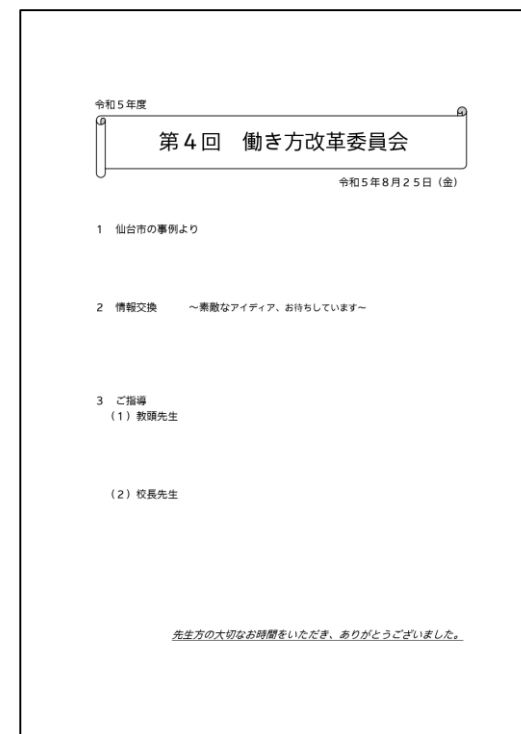 令和５年度
第４回　働き方改革委員会
令和５年８月２５日（金）
１　仙台市の事例より
２　情報交換　　～素敵なアイディア、お待ちしています～
３　ご指導
（１）教頭先生
（２）校長先生
先生方の大切なお時間をいただき、ありがとうございました。